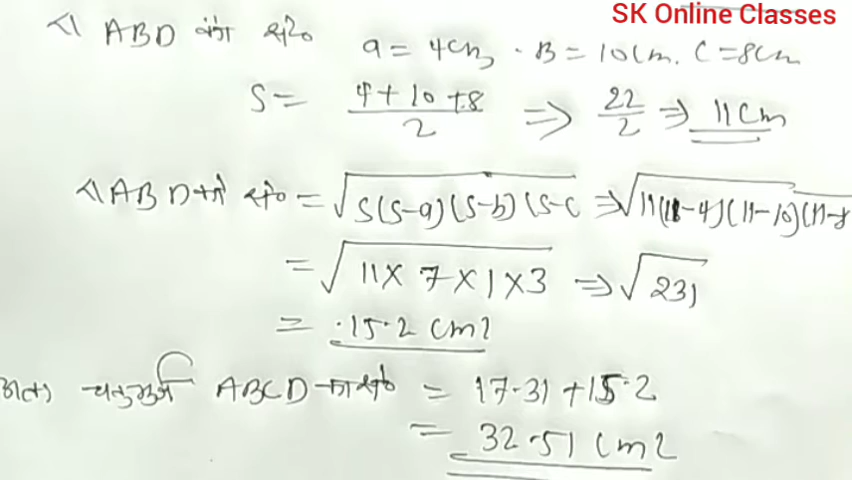 SK Online Classes
△ ABD का क्षे०
a = 4cm, B = 10cm. C = 8cm
S = (4+10+8)/2 ⇒ 22/2 ⇒ 11 Cm
△ABD का क्षे० = √S(S-a)(S-b)(S-c ⇒ √11(11-4)(11-10)(11-8
= √11×7×1×3 ⇒ √231
= .15.2 cm2
अतः चतुर्भुज ABCD का क्षे० = 17.31 + 15.2
= 32.51 Cm2